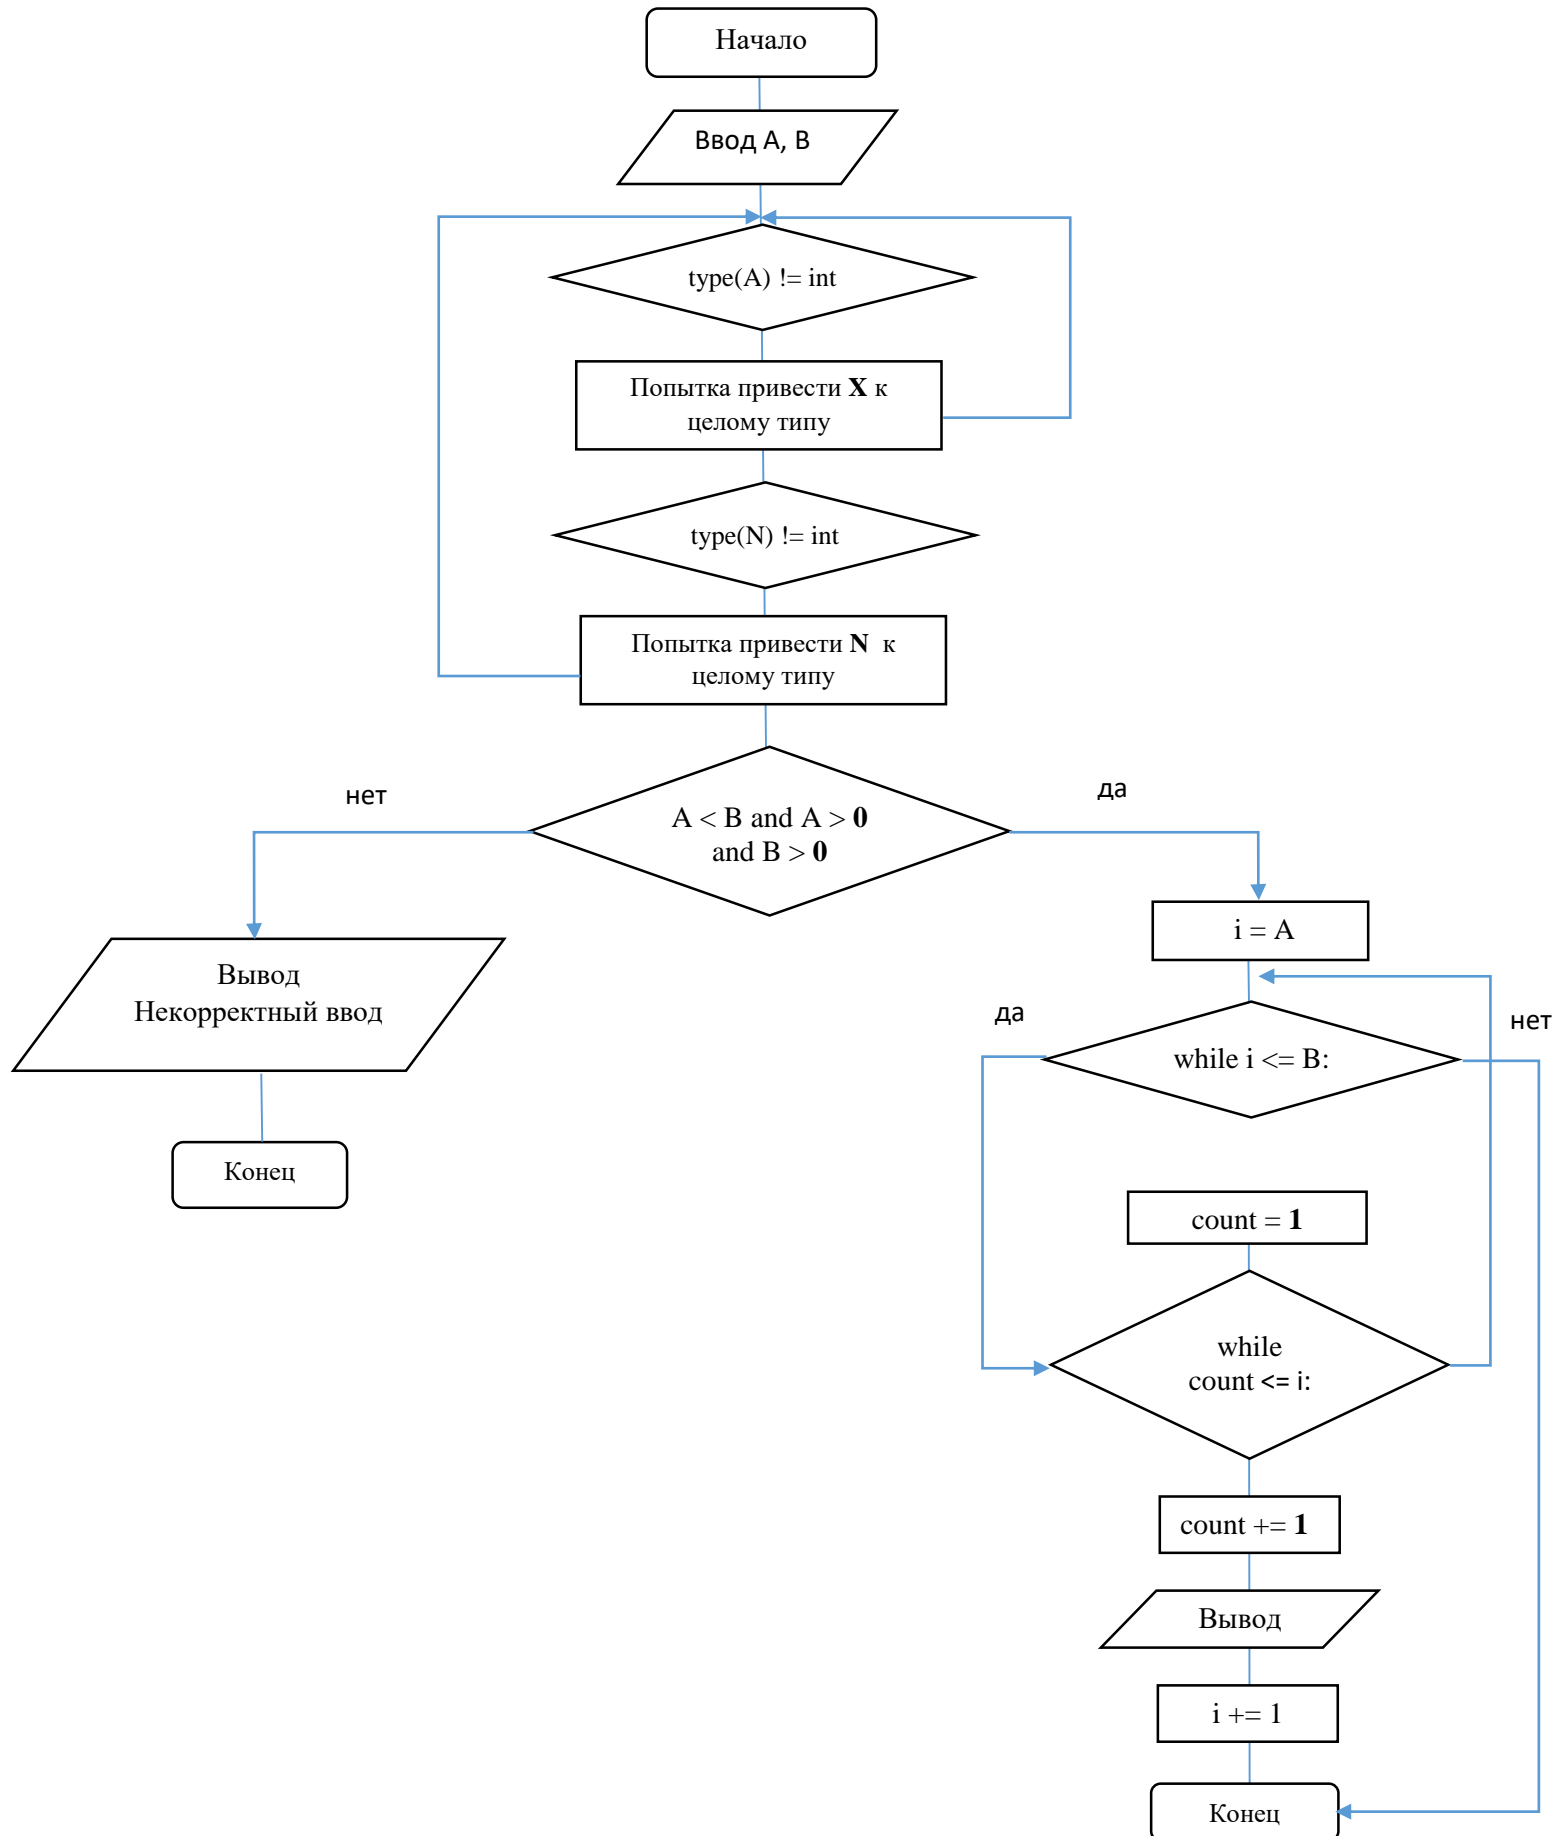 Начало
Ввод A, B
type(A) != int
Попытка привести X к
целому типу
type(N) != int
Попытка привести N к
целому типу
нет
да
A < B and A > 0
and B > 0
i = A
Вывод
Некорректный ввод
да
нет
while i <= B:
Конец
count = 1
while
count <= i:
count += 1
Вывод
i += 1
Конец